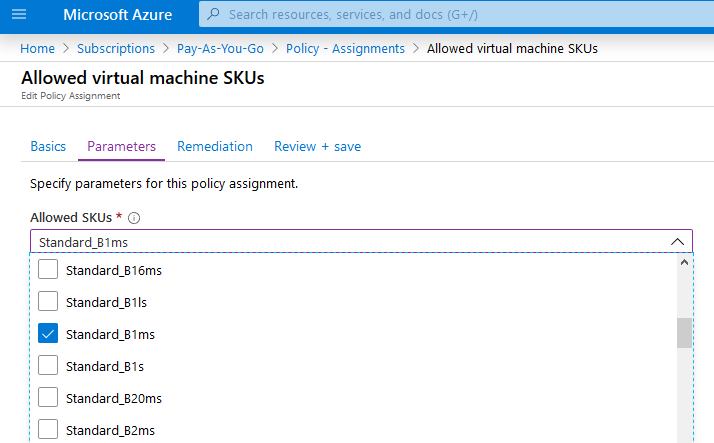 Microsoft Azure
Search resources, services, and docs (G+/)
Home > Subscriptions > Pay-As-You-Go > Policy - Assignments > Allowed virtual machine SKUs
Allowed virtual machine SKUs
Edit Policy Assignment
Basics Parameters Remediation Review + save
Specify parameters for this policy assignment.
Allowed SKUs *
Standard_B1ms
Standard_B16ms
Standard_B1ls
Standard_B1ms
Standard_B1s
Standard_B20ms
Standard_B2ms